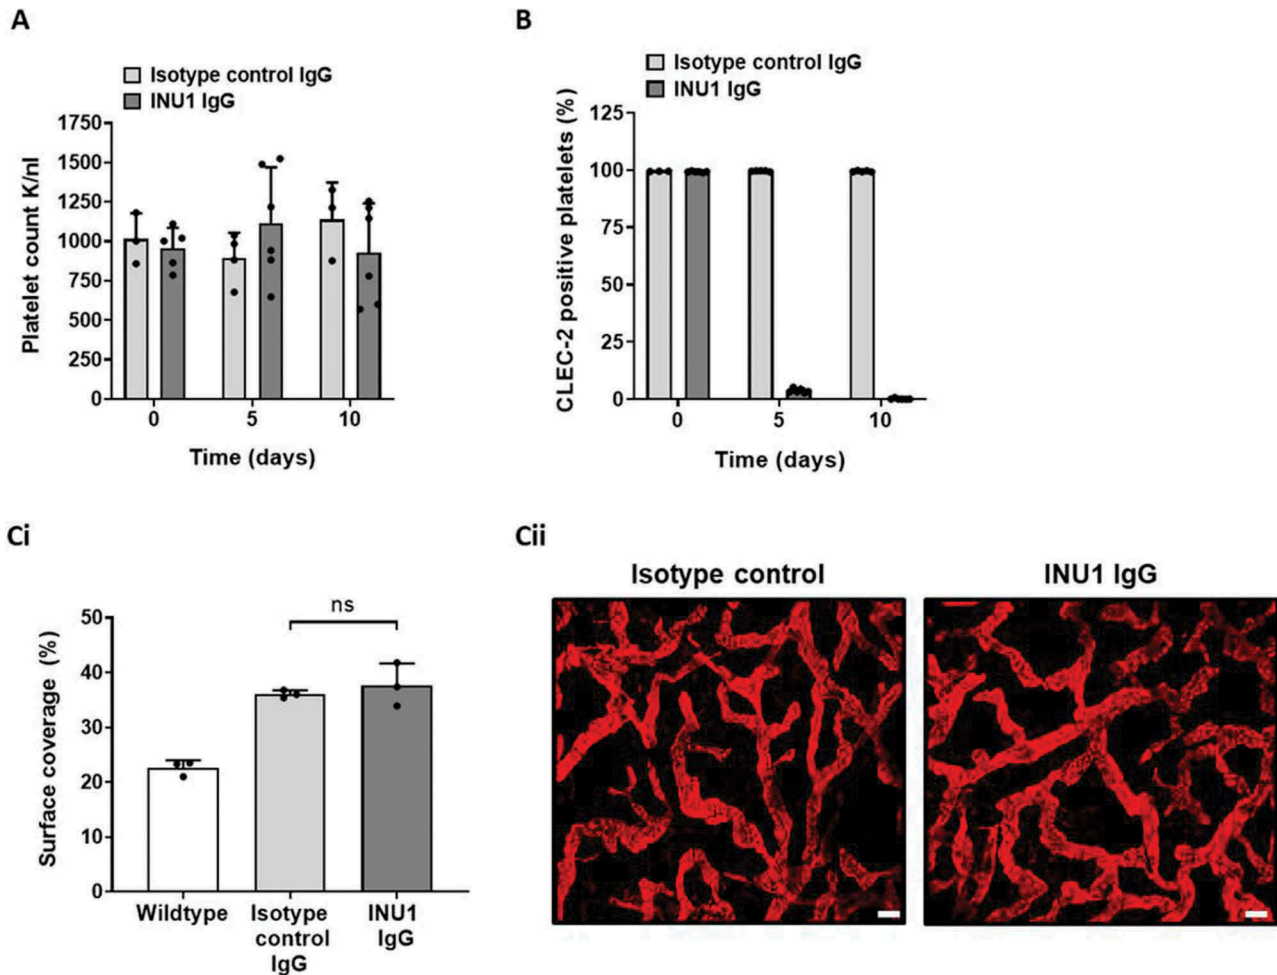 A
Isotype control IgG
INU1 IgG
Platelet count K/nl
1750
1500
1250
1000
750
500
250
0
0 5 10
Time (days)
B
Isotype control IgG
INU1 IgG
CLEC-2 positive platelets (%)
125
100
75
50
25
0
0 5 10
Time (days)
Ci
Surface coverage (%)
50
40
30
20
10
0
ns
Wildtype
Isotype
control
IgG
INU1
IgG
Cii
Isotype control
INU1 IgG